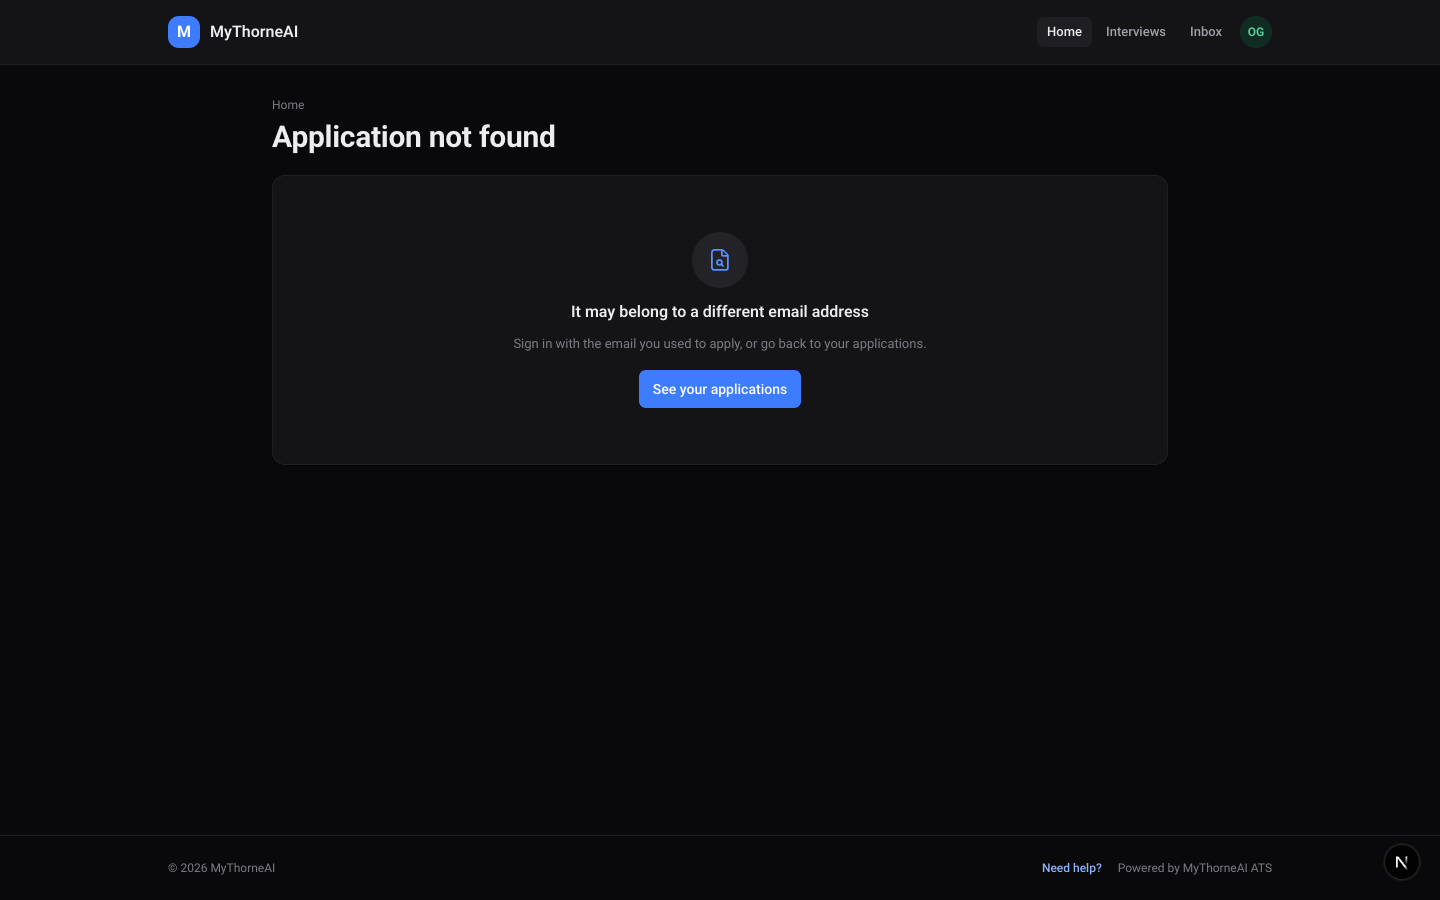 M MyThorneAI
Home Interviews Inbox OG
Home
Application not found
It may belong to a different email address
Sign in with the email you used to apply, or go back to your applications.
See your applications
© 2026 MyThorneAI
Need help? Powered by MyThorneAI ATS
N